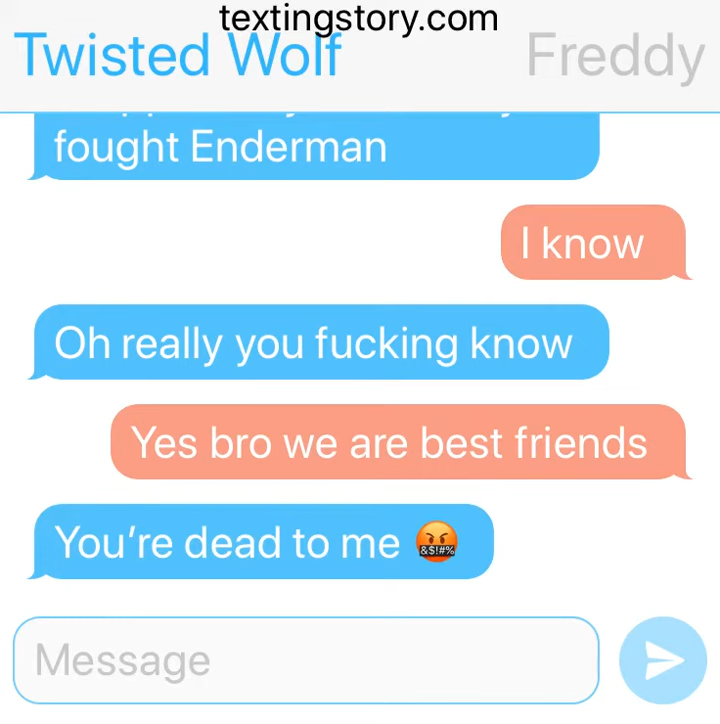 textingstory.com
Twisted Wolf
Freddy
fought Enderman
I know
Oh really you fucking know
Yes bro we are best friends
You're dead to me 🤬
Message